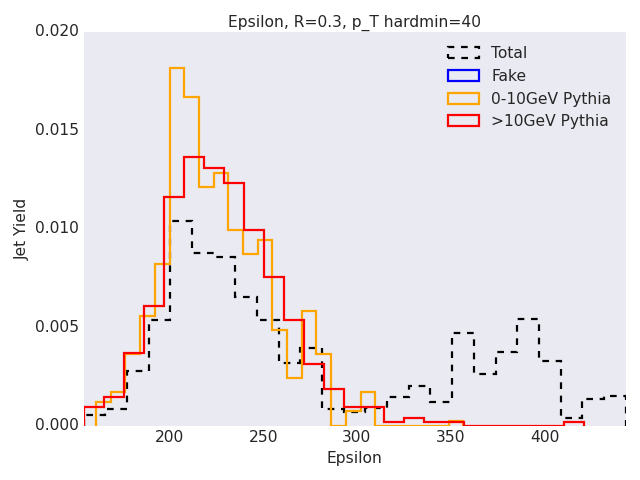 Epsilon, R=0.3, p_T hardmin=40
0.020
0.015
0.010
0.005
0.000
Jet Yield
Total
Fake
0-10GeV Pythia
>10GeV Pythia
200 250 300 350 400
Epsilon